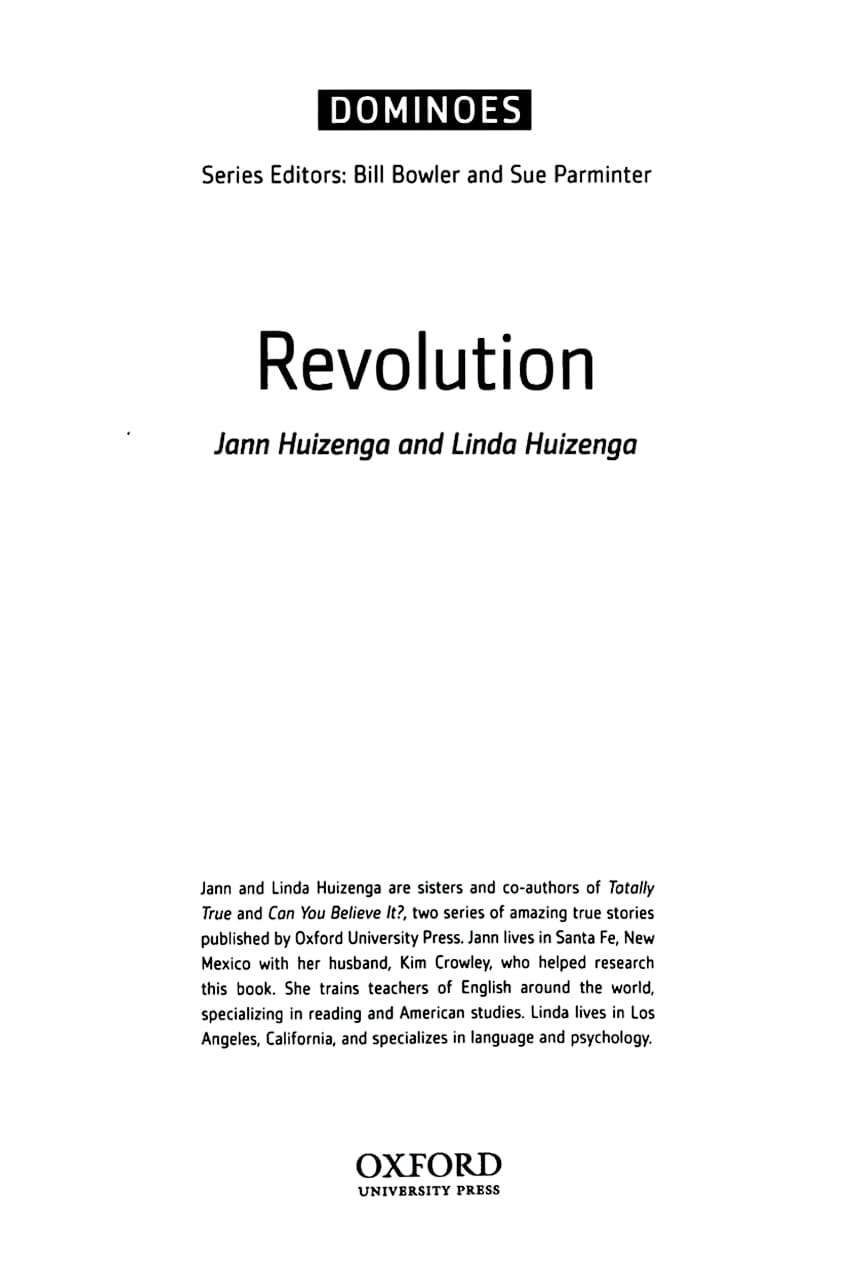 DOMINOES
Series Editors: Bill Bowler and Sue Parminter
Revolution
Jann Huizenga and Linda Huizenga
Jann and Linda Huizenga are sisters and co-authors of Totally
True and Can You Believe It?, two series of amazing true stories
published by Oxford University Press. Jann lives in Santa Fe, New
Mexico with her husband, Kim Crowley, who helped research
this book. She trains teachers of English around the world,
specializing in reading and American studies. Linda lives in Los
Angeles, California, and specializes in language and psychology.
OXFORD
UNIVERSITY PRESS